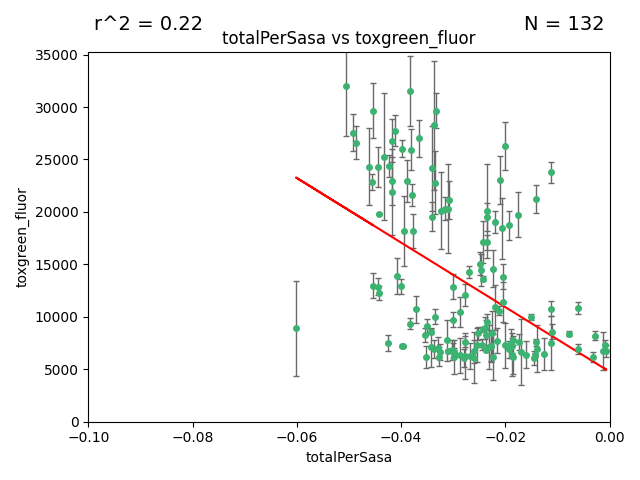 r^2 = 0.22
N = 132
totalPerSasa vs toxgreen_fluor
35000
30000
25000
20000
15000
10000
5000
0
toxgreen_fluor
−0.10
−0.08
−0.06
−0.04
−0.02
0.00
totalPerSasa